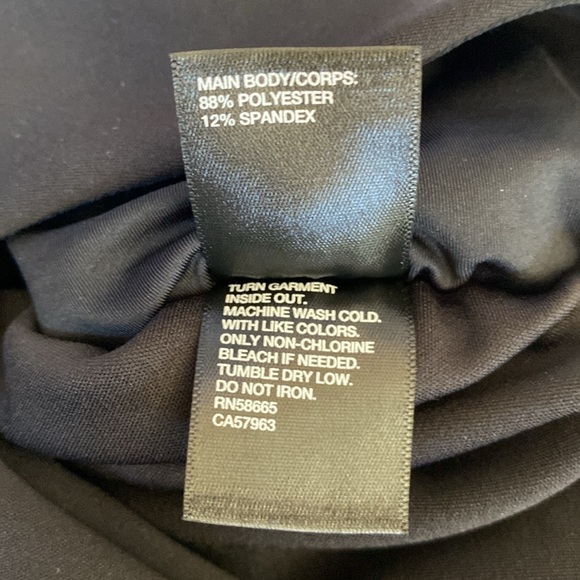 MAIN BODY/CORPS:
88% POLYESTER
12% SPANDEX
TURN GARMENT
INSIDE OUT.
MACHINE WASH COLD.
WITH LIKE COLORS.
ONLY NON-CHLORINE
BLEACH IF NEEDED.
TUMBLE DRY LOW.
DO NOT IRON.
RN58665
CA57963